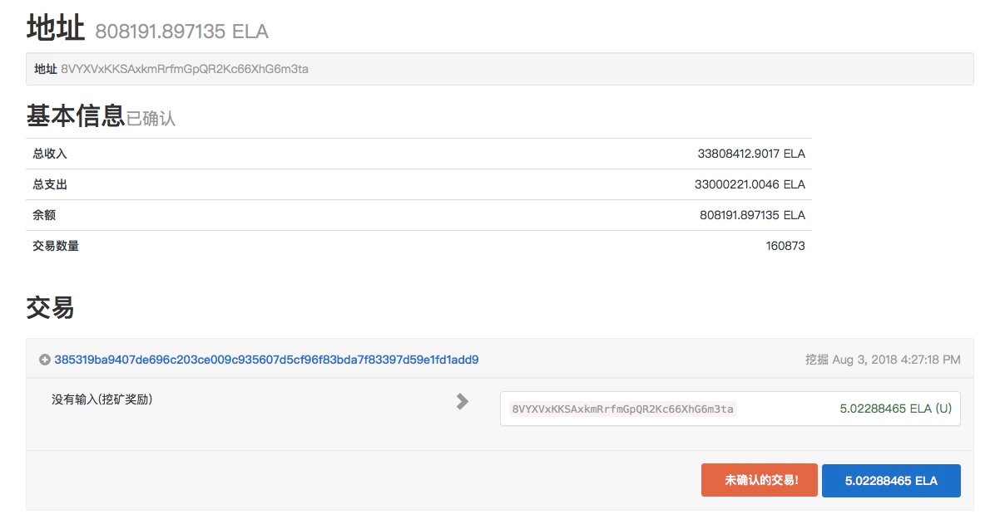 地址 808191.897135 ELA
地址 8VYXVxKKSAxkmRrfmGpQR2Kc66XhG6m3ta
基本信息已确认
总收入 33808412.9017 ELA
总支出 33000221.0046 ELA
余额 808191.897135 ELA
交易数量 160873
交易
385319ba9407de696c203ce009c935607d5cf96f83bda7f83397d59e1fd1add9 挖掘 Aug 3, 2018 4:27:18 PM
没有输入(挖矿奖励) 8VYXVxKKSAxkmRrfmGpQR2Kc66XhG6m3ta 5.02288465 ELA (U)
未确认的交易! 5.02288465 ELA